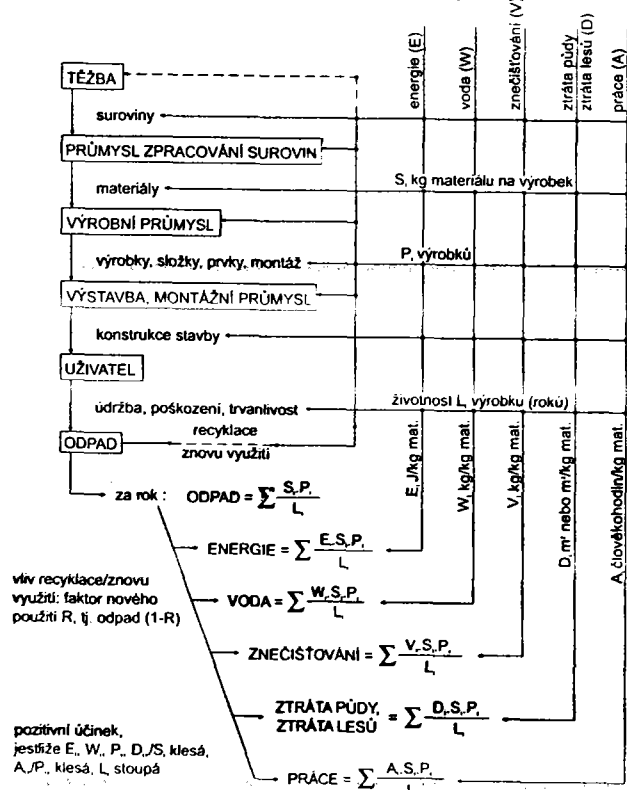 energie (E)
voda (W)
znečišťování (V)
ztráta půdy
ztráta lesů (D)
práce (A)
TĚŽBA
suroviny
PRŮMYSL ZPRACOVÁNÍ SUROVIN
materiály
S, kg materiálu na výrobek
VÝROBNÍ PRŮMYSL
výrobky, složky, prvky, montáž
P, výrobků
VÝSTAVBA, MONTÁŽNÍ PRŮMYSL
konstrukce stavby
UŽIVATEL
údržba, poškození, trvanlivost
životnost L, výrobku (roků)
ODPAD
recyklace
znovu využití
E, J/kg mat.
W, kg/kg mat.
V, kg/kg mat.
D, m² nebo m³/kg mat.
A, člověkohodin/kg mat.
za rok : ODPAD = ∑ S,.P, / L,
ENERGIE = ∑ E,.S,.P, / L,
vliv recyklace/znovu
využití: faktor nového
použití R, tj. odpad (1-R)
VODA = ∑ W,.S,.P, / L,
ZNEČIŠŤOVÁNÍ = ∑ V,.S,.P, / L,
ZTRÁTA PŮDY,
ZTRÁTA LESŮ = ∑ D,.S,.P, / L,
pozitivní účinek,
jestliže E,, W,, P,, D,/S, klesá,
A,/P,, klesá, L, stoupá
PRÁCE = ∑ A,.S,.P, / L,